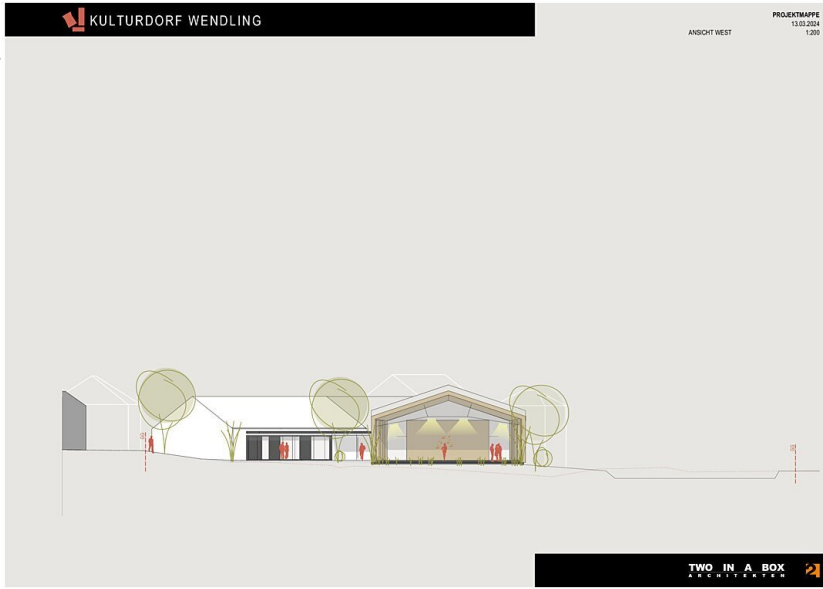 KULTURDORF WENDLING
PROJEKTMAPPE
13.03.2024
ANSICHT WEST 1:200
TWO IN A BOX
ARCHITEKTEN